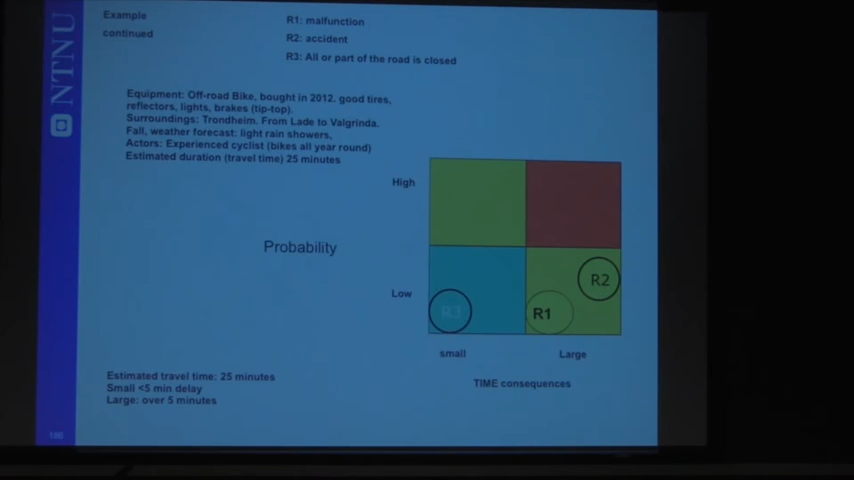 NTNU
Example
continued
R1: malfunction
R2: accident
R3: All or part of the road is closed
Equipment: Off-road Bike, bought in 2012. good tires,
reflectors, lights, brakes (tip-top).
Surroundings: Trondheim. From Lade to Valgrinda.
Fall, weather forecast: light rain showers,
Actors: Experienced cyclist (bikes all year round)
Estimated duration (travel time) 25 minutes
High
Probability
Low
R2
R3
R1
small
Large
TIME consequences
Estimated travel time: 25 minutes
Small <5 min delay
Large: over 5 minutes